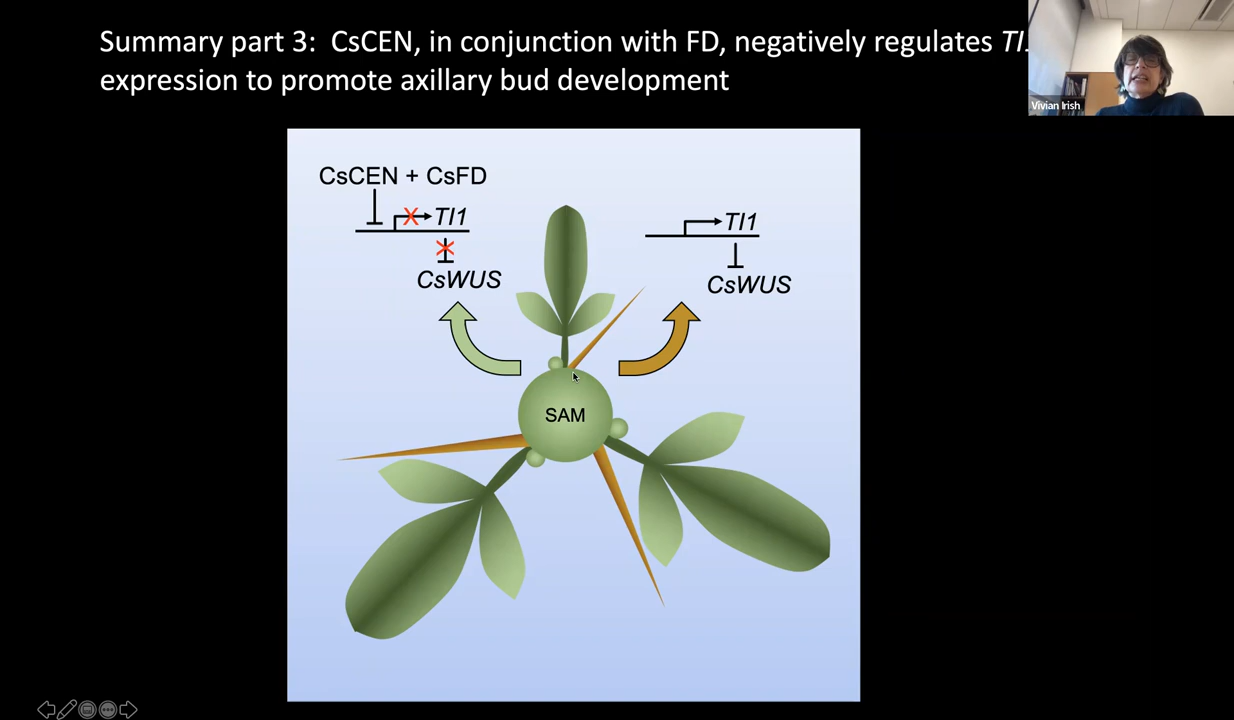 Summary part 3:  CsCEN, in conjunction with FD, negatively regulates
expression to promote axillary bud development
Vivian Irish
CsCEN + CsFD
TI1
CsWUS
TI1
CsWUS
SAM